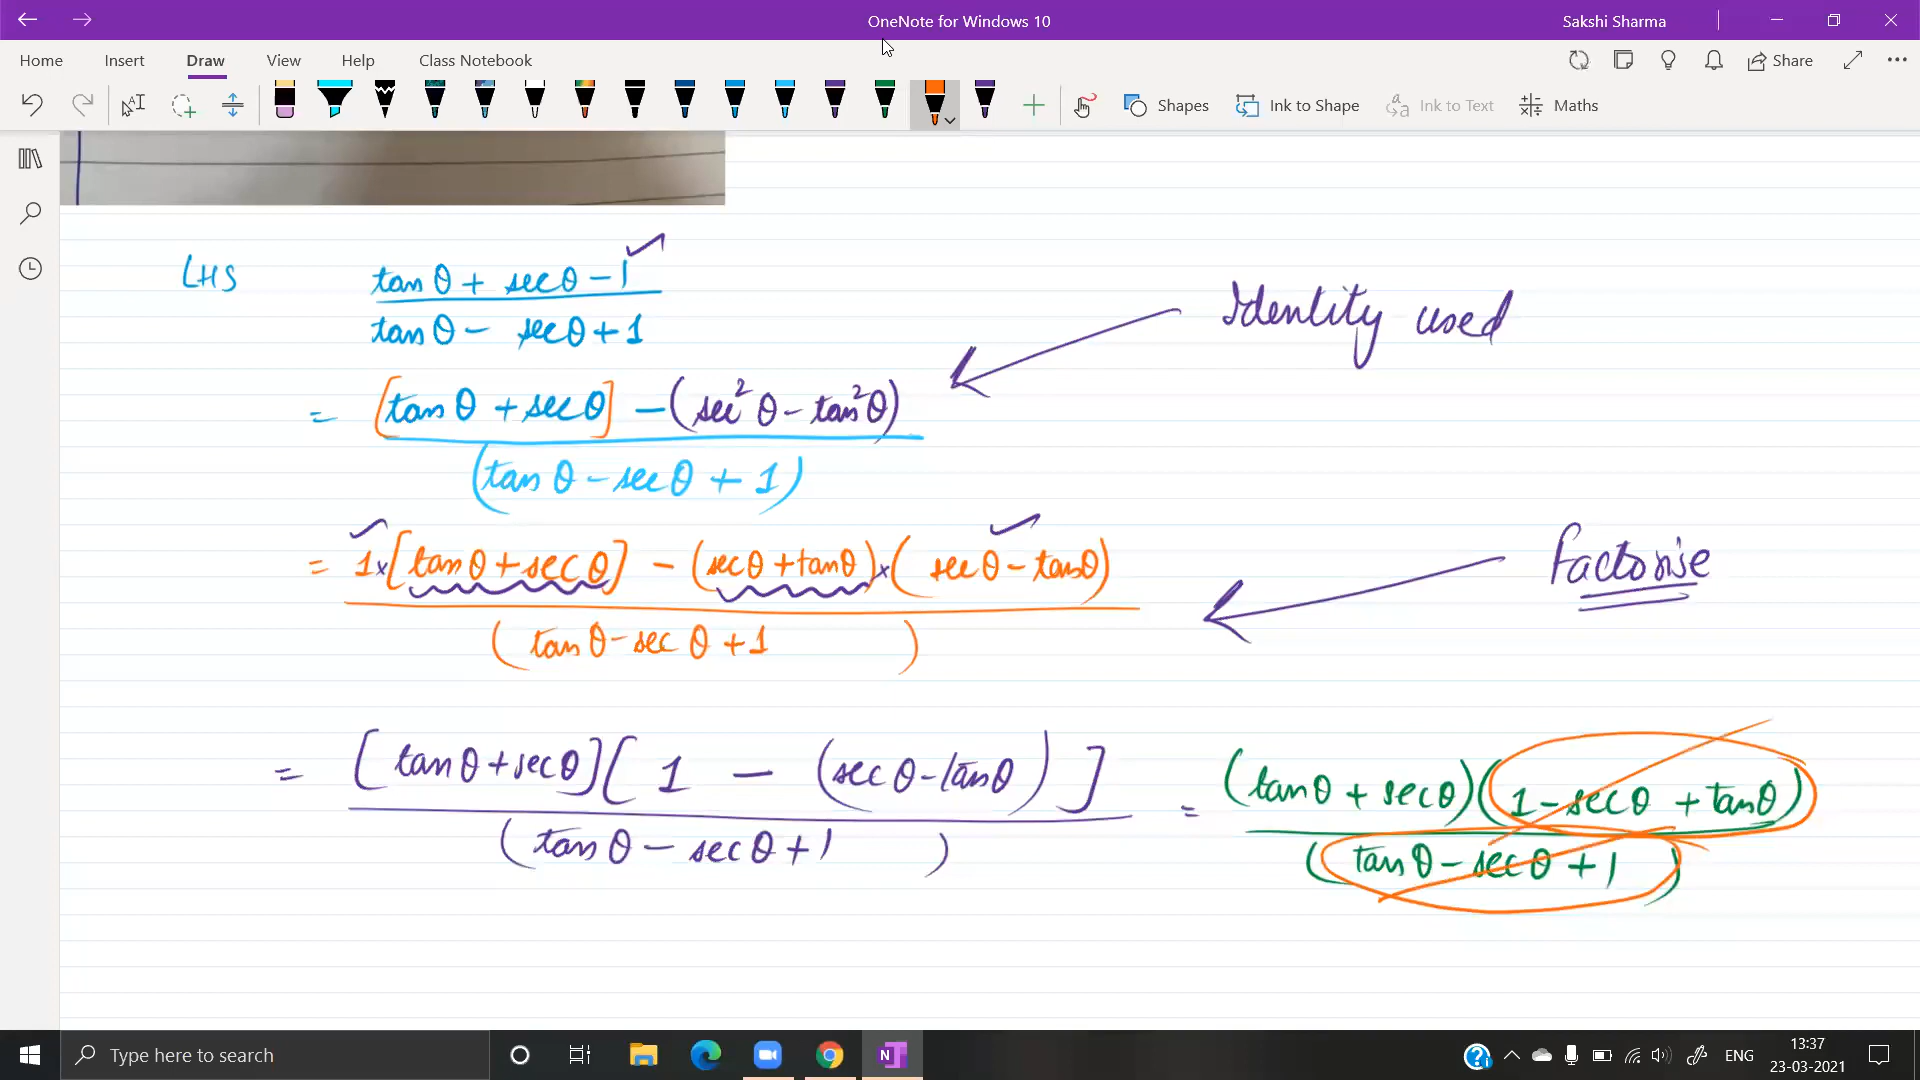 OneNote for Windows 10
Sakshi Sharma
Home Insert Draw View Help Class Notebook
Share
Shapes Ink to Shape Ink to Text Maths
LHS
tan θ + sec θ - 1
tan θ - sec θ + 1
Identity used
= [tan θ + sec θ] - (sec² θ - tan² θ)
(tan θ - sec θ + 1)
= 1 × [tan θ + sec θ] - (sec θ + tan θ) × (sec θ - tan θ)
(tan θ - sec θ + 1)
Factorise
= [tan θ + sec θ][1 - (sec θ - tan θ)]
(tan θ - sec θ + 1)
= (tan θ + sec θ)(1 - sec θ + tan θ)
(tan θ - sec θ + 1)
Type here to search
N
ENG
13:37
23-03-2021